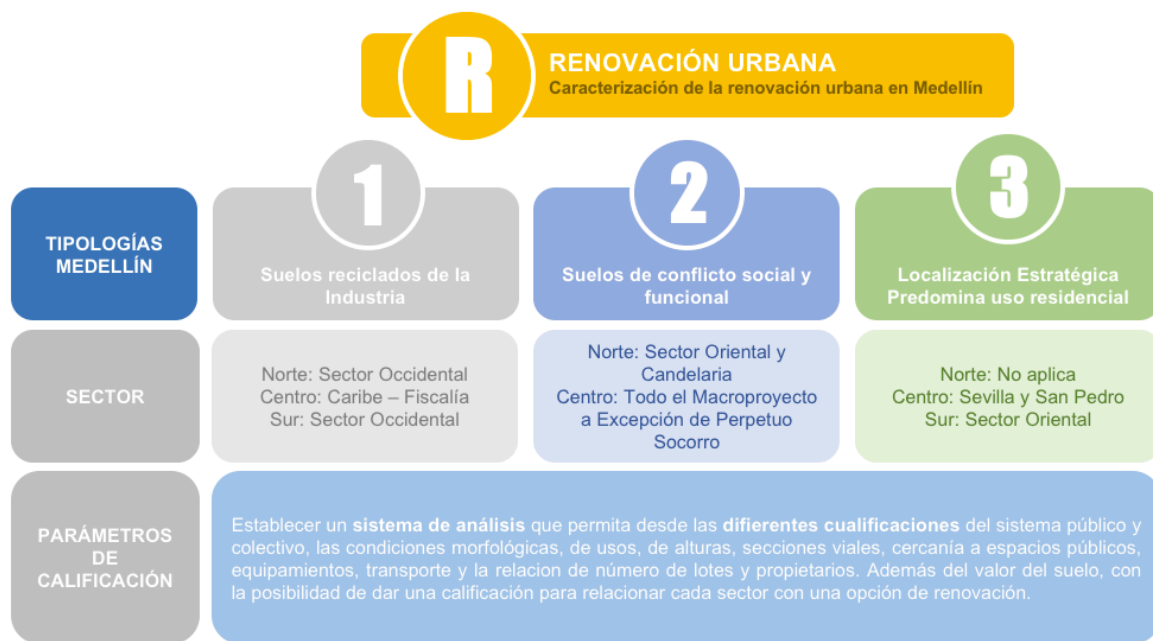 R
RENOVACIÓN URBANA
Caracterización de la renovación urbana en Medellín
TIPOLOGÍAS
MEDELLÍN
1
Suelos reciclados de la
Industria
2
Suelos de conflicto social y
funcional
3
Localización Estratégica
Predomina uso residencial
SECTOR
Norte: Sector Occidental
Centro: Caribe – Fiscalía
Sur: Sector Occidental
Norte: Sector Oriental y
Candelaria
Centro: Todo el Macroproyecto
a Excepción de Perpetuo
Socorro
Norte: No aplica
Centro: Sevilla y San Pedro
Sur: Sector Oriental
PARÁMETROS
DE
CALIFICACIÓN
Establecer un sistema de análisis que permita desde las difierentes cualificaciones del sistema público y
colectivo, las condiciones morfológicas, de usos, de alturas, secciones viales, cercanía a espacios públicos,
equipamientos, transporte y la relacion de número de lotes y propietarios. Además del valor del suelo, con
la posibilidad de dar una calificación para relacionar cada sector con una opción de renovación.